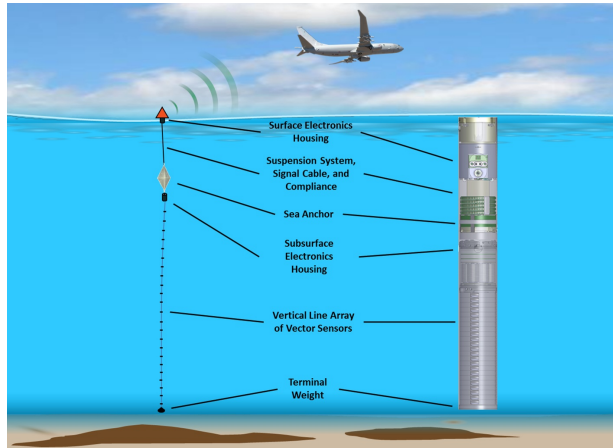 Surface Electronics
Housing
Suspension System,
Signal Cable, and
Compliance
Sea Anchor
Subsurface
Electronics
Housing
Vertical Line Array
of Vector Sensors
Terminal
Weight